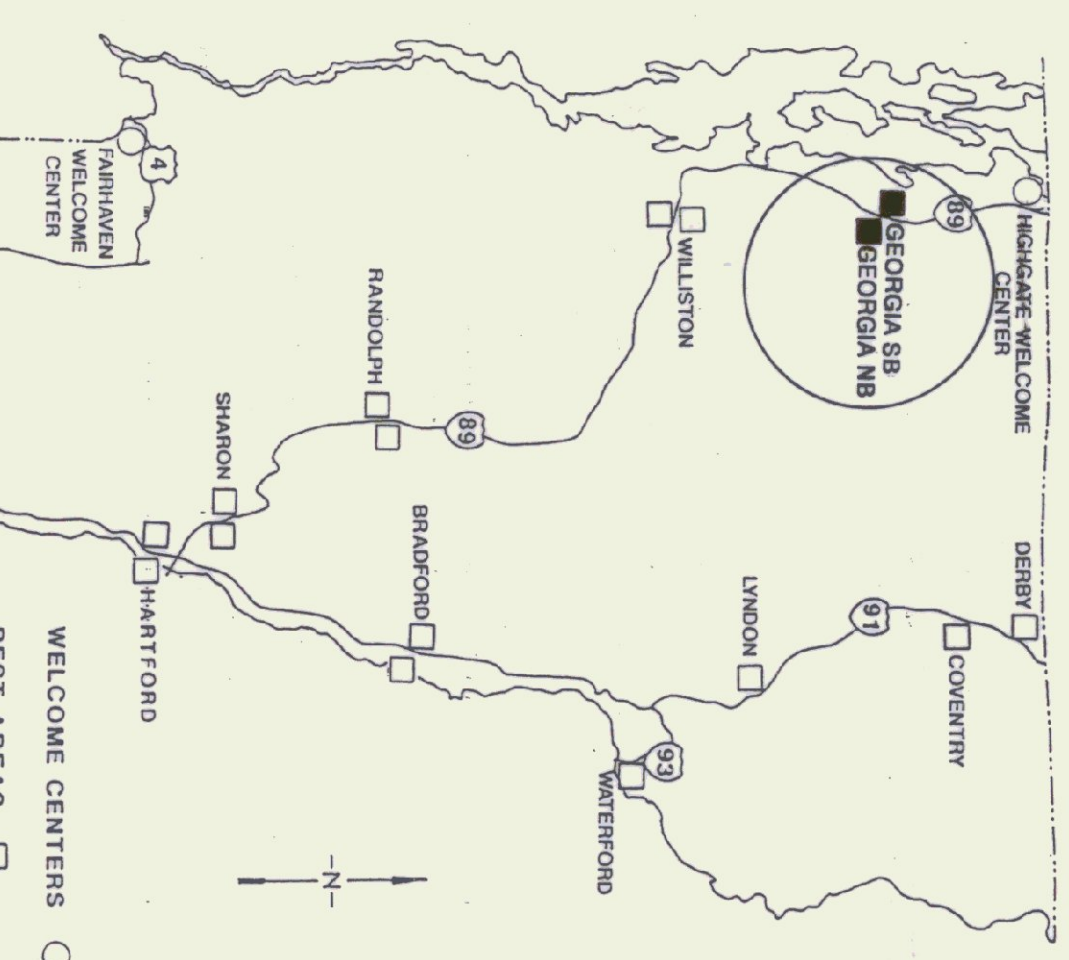 HIGHGATE WELCOME
CENTER
DERBY
89
COVENTRY
GEORGIA SB
GEORGIA NB
91
LYNDON
WILLISTON
93
WATERFORD
89
BRADFORD
RANDOLPH
-N-
SHARON
4
HARTFORD
FAIRHAVEN
WELCOME
CENTER
WELCOME CENTERS